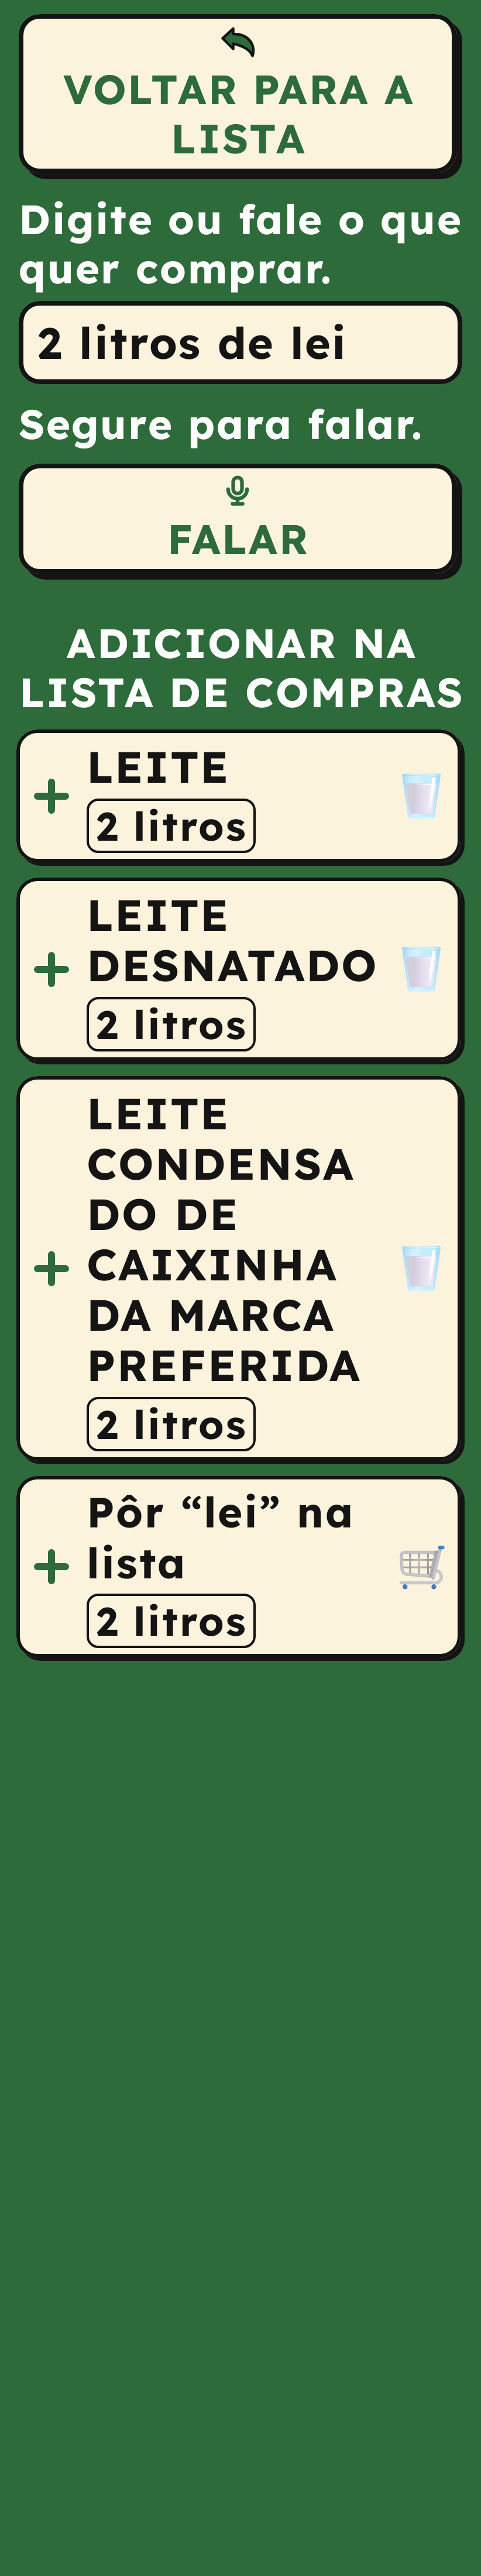 VOLTAR PARA A
LISTA
Digite ou fale o que
quer comprar.
2 litros de lei
Segure para falar.
FALAR
ADICIONAR NA
LISTA DE COMPRAS
LEITE
2 litros
LEITE
DESNATADO
2 litros
LEITE
CONDENSA
DO DE
CAIXINHA
DA MARCA
PREFERIDA
2 litros
Pôr “lei” na
lista
2 litros